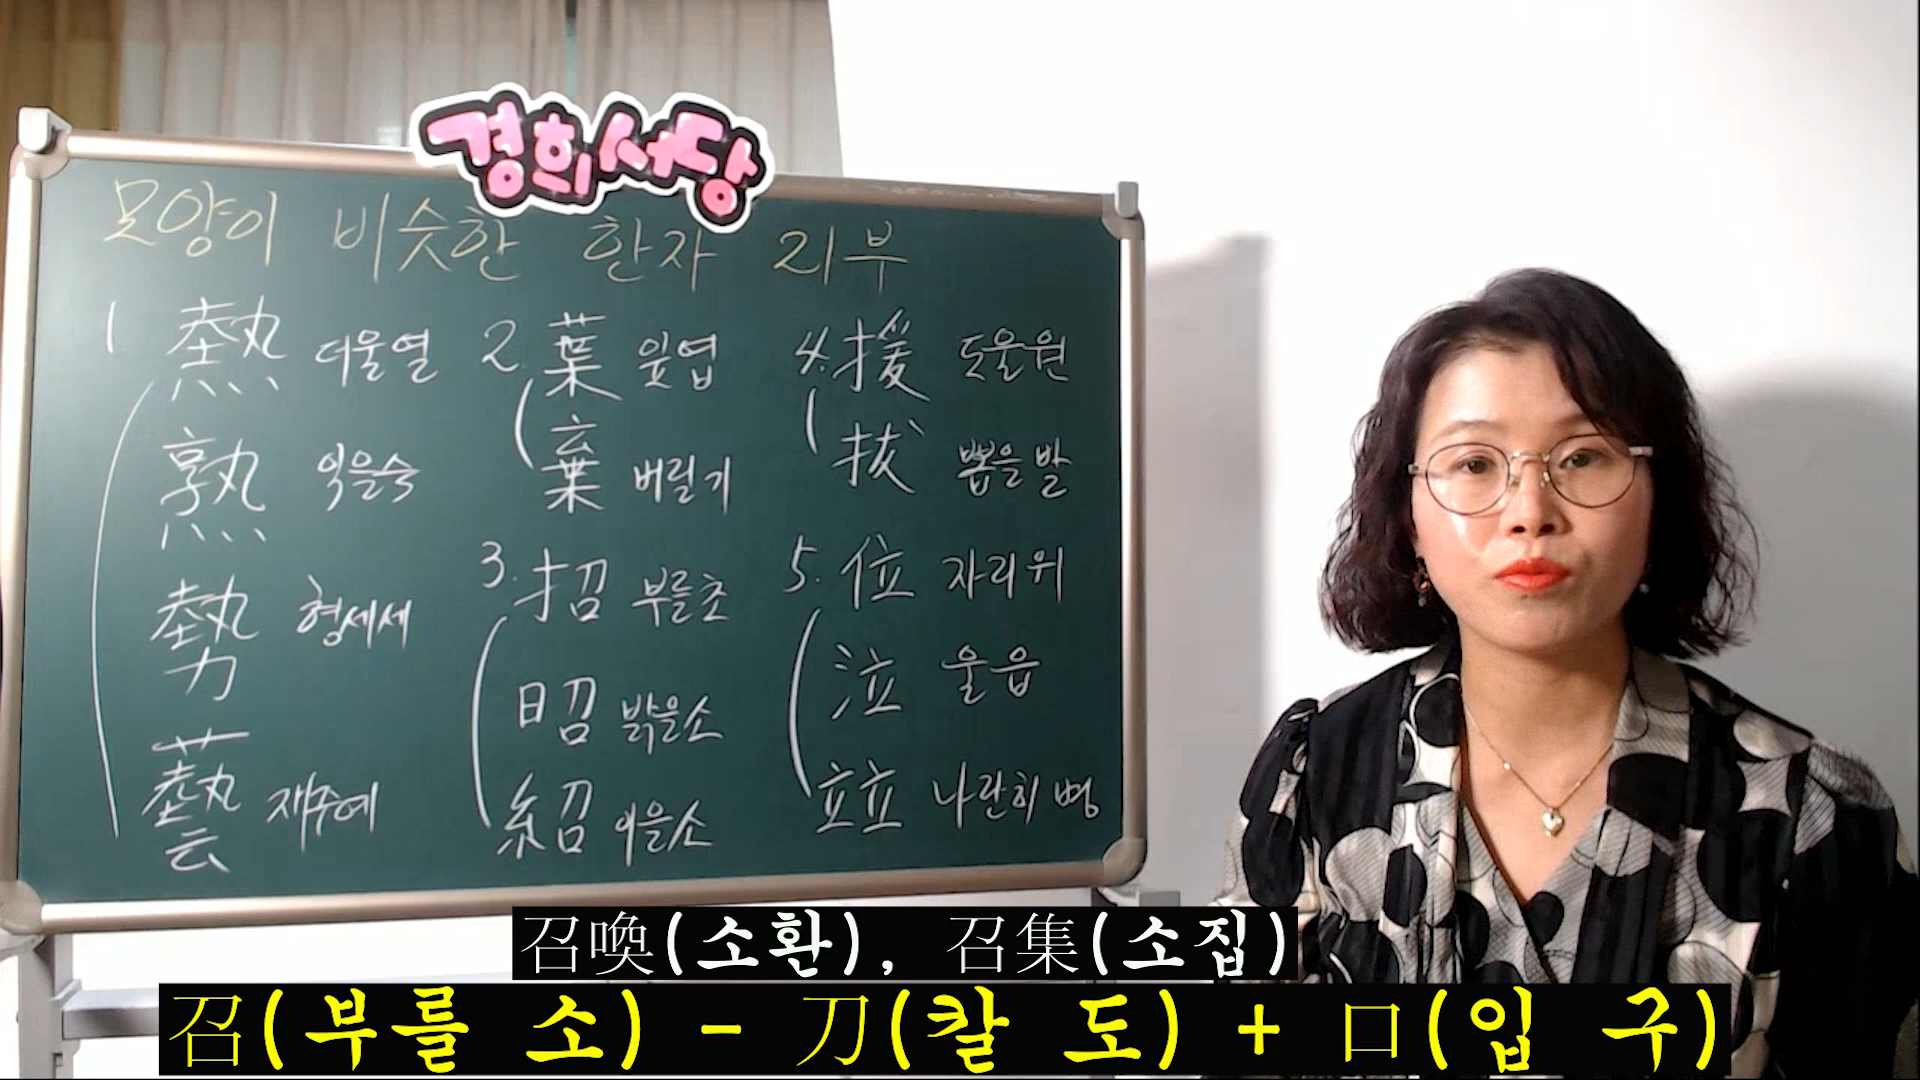 경희서당
모양이 비슷한 한자 21부
1 熱 더울열
熟 익을숙
勢 형세세
藝 재주예
2. 葉 잎엽
棄 버릴기
3. 招 부를초
昭 밝을소
紹 이을소
4. 援 도울원
拔 뽑을발
5. 位 자리위
泣 울읍
竝 나란히병
召喚(소환), 召集(소집)
召(부를 소) - 刀(칼 도) + 口(입 구)